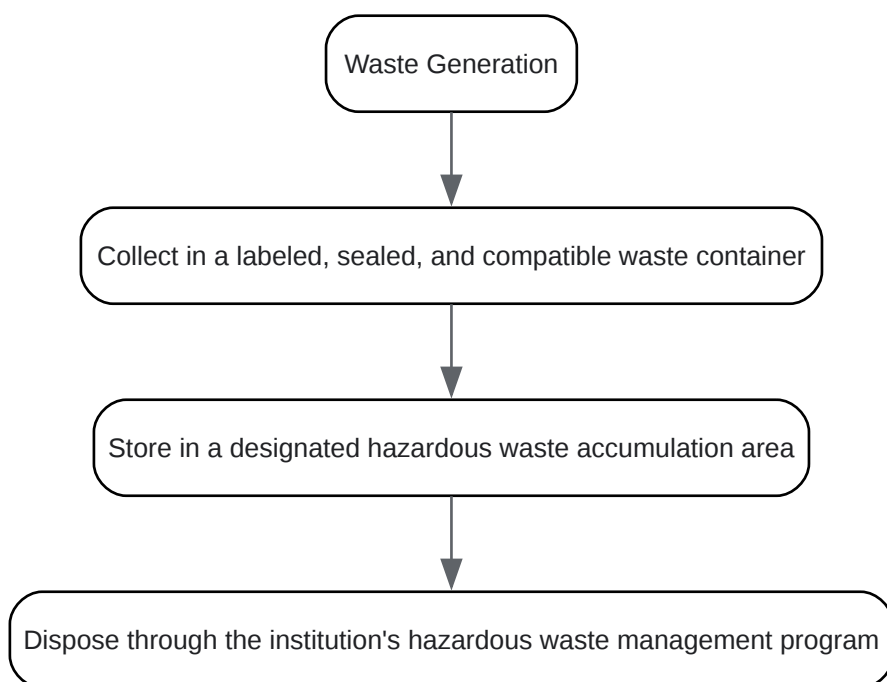 Waste Generation
Collect in a labeled, sealed, and compatible waste container
Store in a designated hazardous waste accumulation area
Dispose through the institution's hazardous waste management program